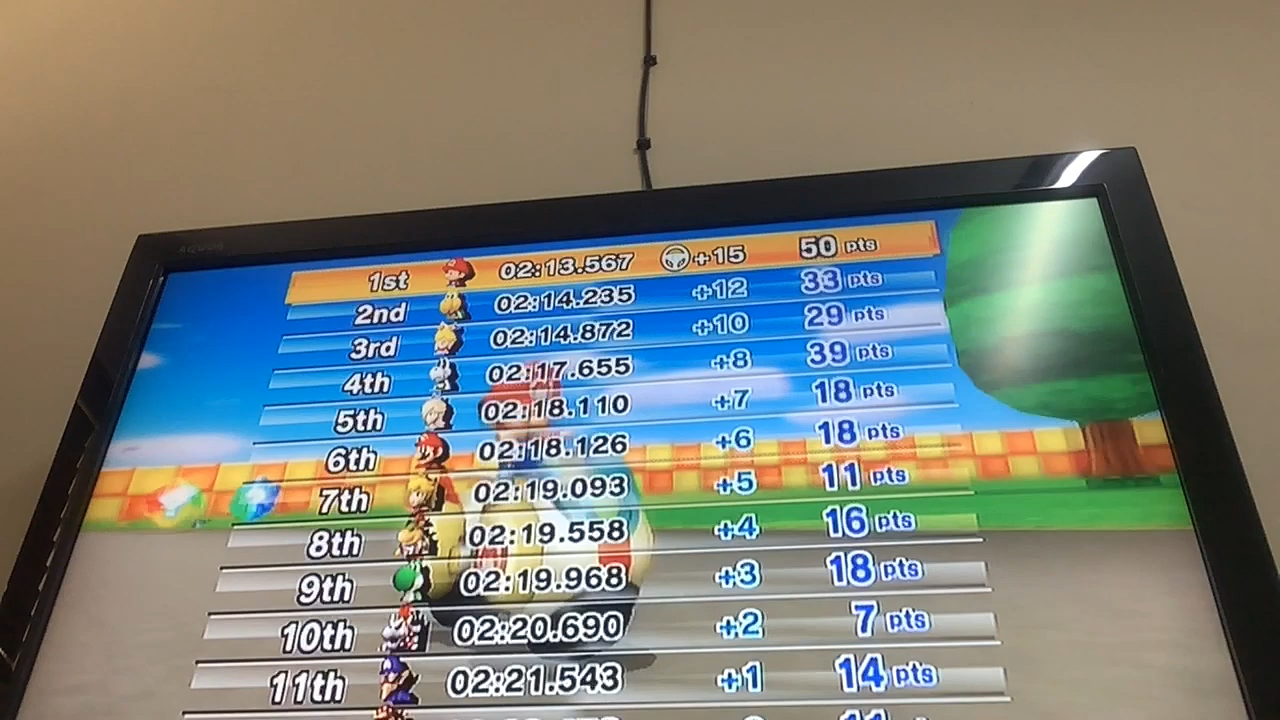 AQUOS
1st 02:13.567 +15 50 pts
2nd 02:14.235 +12 33 pts
3rd 02:14.872 +10 29 pts
4th 02:17.655 +8 39 pts
5th 02:18.110 +7 18 pts
6th 02:18.126 +6 18 pts
7th 02:19.093 +5 11 pts
8th 02:19.558 +4 16 pts
9th 02:19.968 +3 18 pts
10th 02:20.690 +2 7 pts
11th 02:21.543 +1 14 pts